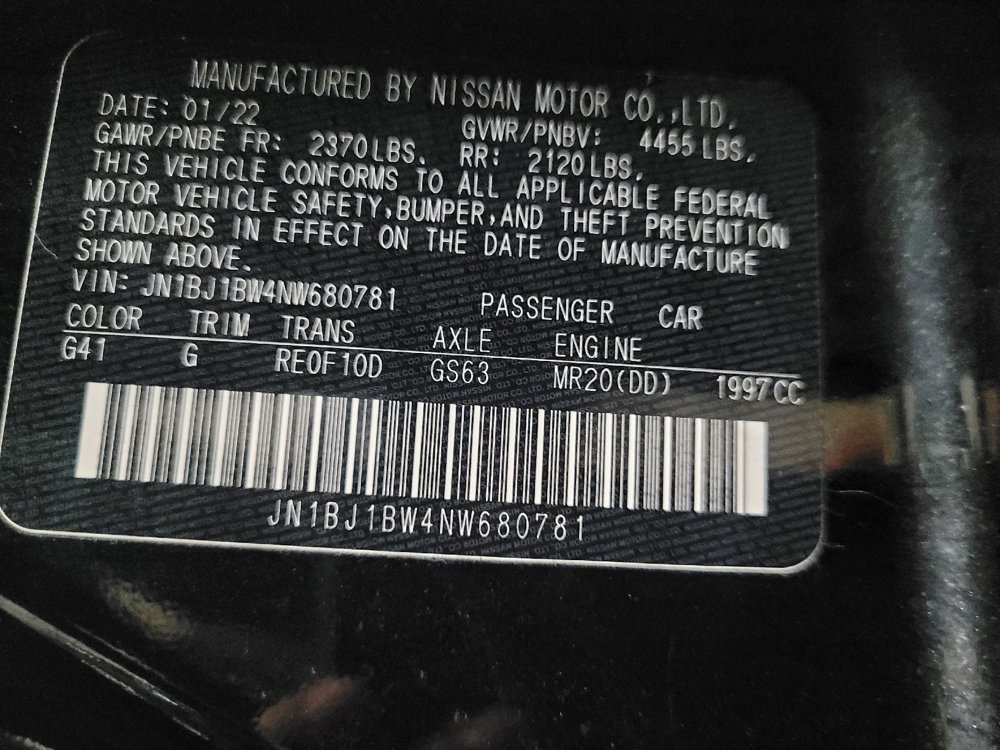 MANUFACTURED BY NISSAN MOTOR CO.,LTD.
DATE: 01/22 GVWR/PNBV: 4455 LBS.
GAWR/PNBE FR: 2370LBS. RR: 2120LBS.
THIS VEHICLE CONFORMS TO ALL APPLICABLE FEDERAL
MOTOR VEHICLE SAFETY,BUMPER,AND THEFT PREVENTION
STANDARDS IN EFFECT ON THE DATE OF MANUFACTURE
SHOWN ABOVE.
VIN: JN1BJ1BW4NW680781 PASSENGER CAR
COLOR TRIM TRANS AXLE ENGINE
G41 G RE0F10D GS63 MR20(DD) 1997CC
JN1BJ1BW4NW680781